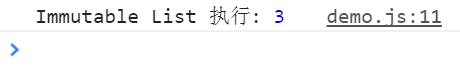 Immutable List 执行: 3 demo.js:11